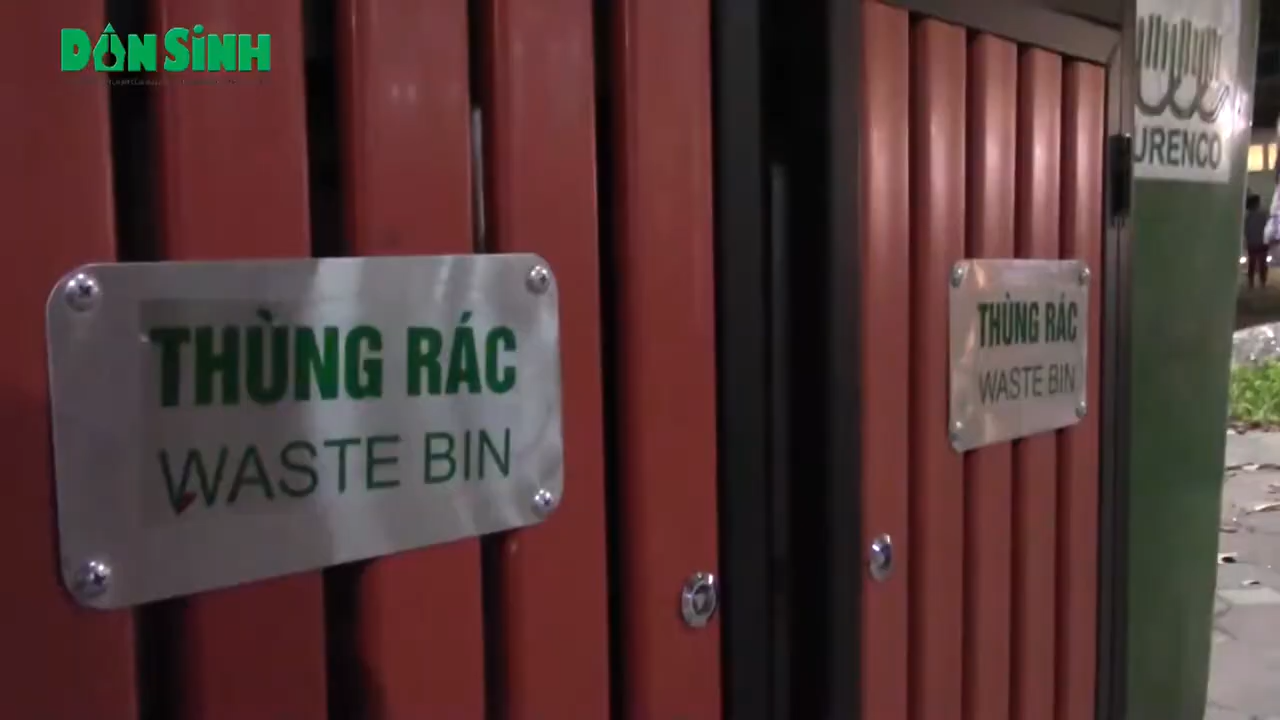 DÂN SINH
THÙNG RÁC
WASTE BIN
THÙNG RÁC
WASTE BIN
URENCO